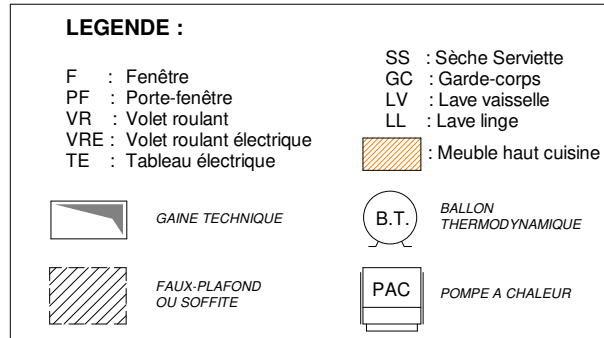 LEGENDE :
F : Fenêtre
PF : Porte-fenêtre
VR : Volet roulant
VRE : Volet roulant électrique
TE : Tableau électrique
SS : Sèche Serviette
GC : Garde-corps
LV : Lave vaisselle
LL : Lave linge
: Meuble haut cuisine
GAINE TECHNIQUE
B.T.
BALLON
THERMODYNAMIQUE
FAUX-PLAFOND
OU SOFFITE
PAC
POMPE A CHALEUR